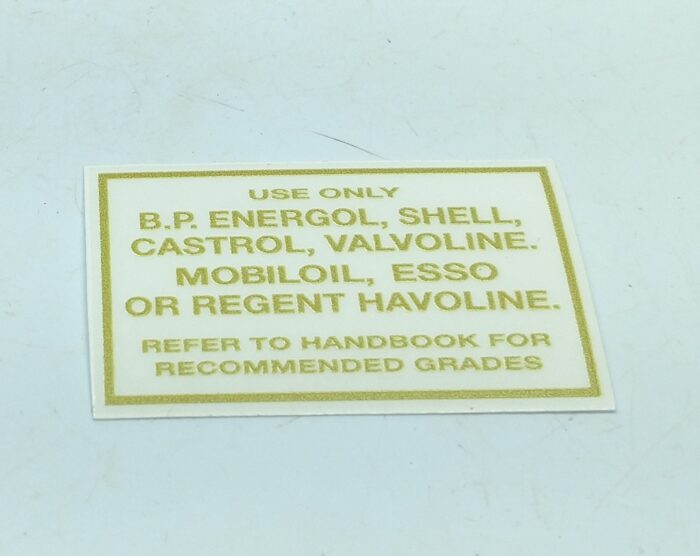 USE ONLY
B.P. ENERGOL, SHELL,
CASTROL, VALVOLINE.
MOBILOIL, ESSO
OR REGENT HAVOLINE.
REFER TO HANDBOOK FOR
RECOMMENDED GRADES